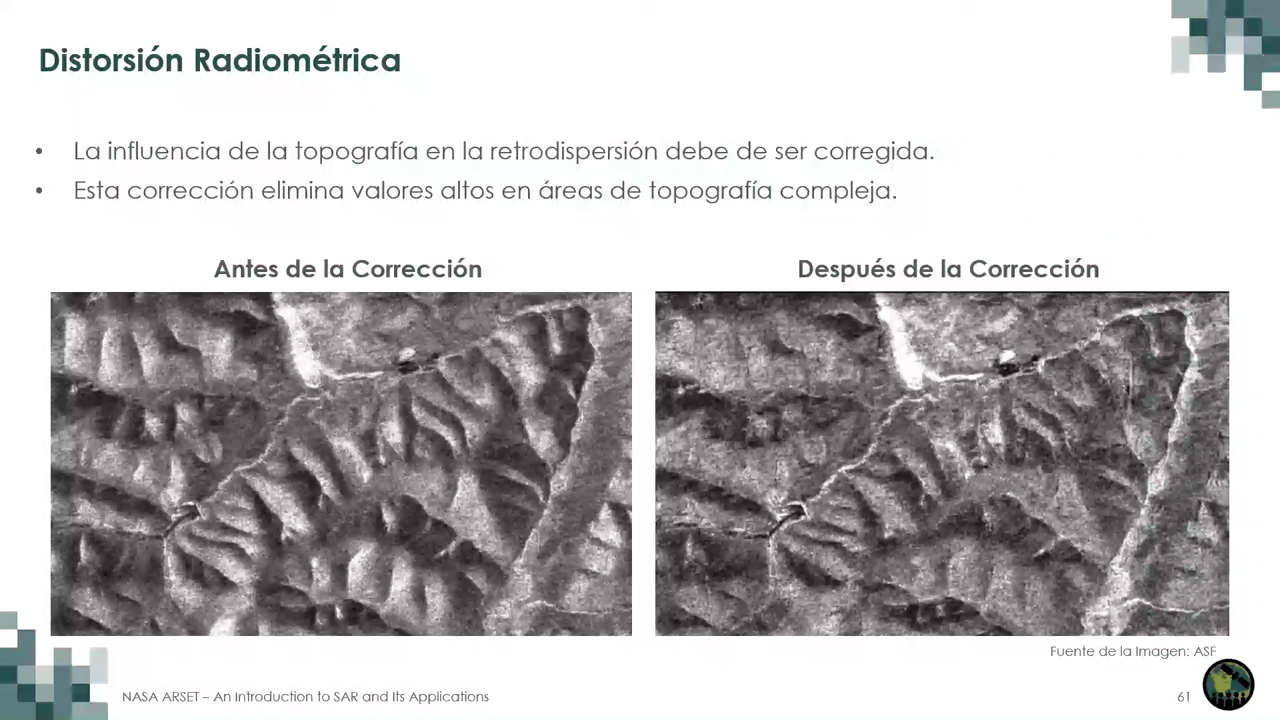 Distorsión Radiométrica
• La influencia de la topografía en la retrodispersión debe de ser corregida.
• Esta corrección elimina valores altos en áreas de topografía compleja.
Antes de la Corrección
Después de la Corrección
Fuente de la Imagen: ASF
NASA ARSET – An Introduction to SAR and Its Applications
61